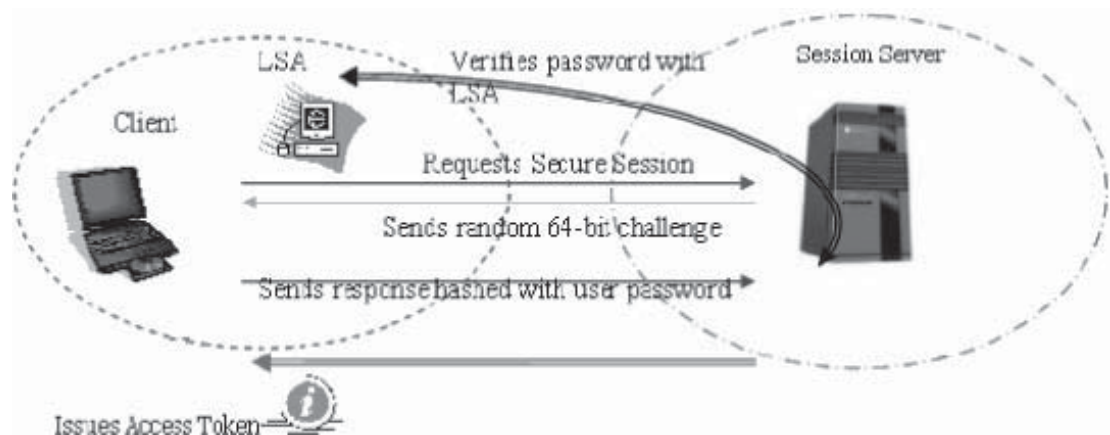 LSA
Verifies password with
LSA
Session Server
Client
Requests Secure Session
Sends random 64-bit challenge
Sends response hashed with user password
Issues Access Token